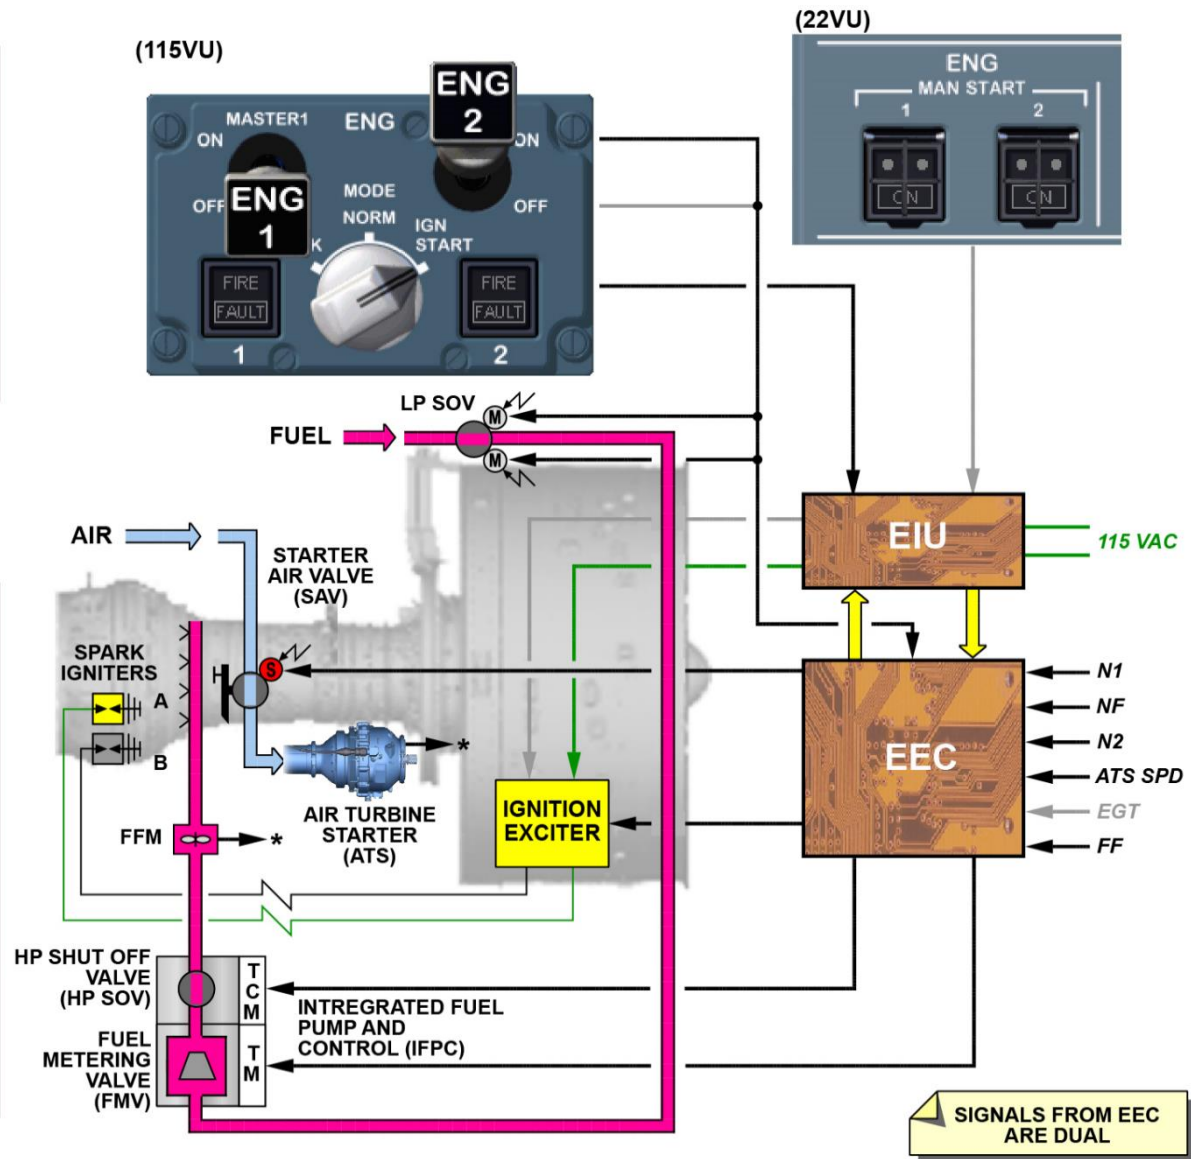 (115VU)
(22VU)
ENG
MAN START
1
2
ON
ON
ENG
2
MASTER1
ENG
ON
ON
OFF
OFF
ENG
1
MODE
NORM
K
IGN
START
FIRE
FAULT
FIRE
FAULT
1
2
LP SOV
M
FUEL
M
AIR
STARTER
AIR VALVE
(SAV)
EIU
115 VAC
SPARK
IGNITERS
S
A
B
N1
NF
N2
ATS SPD
EGT
FF
EEC
*
AIR TURBINE
STARTER
(ATS)
IGNITION
EXCITER
FFM
*
HP SHUT OFF
VALVE
(HP SOV)
T
C
M
INTREGRATED FUEL
PUMP AND
CONTROL (IFPC)
FUEL
METERING
VALVE
(FMV)
T
M
SIGNALS FROM EEC
ARE DUAL